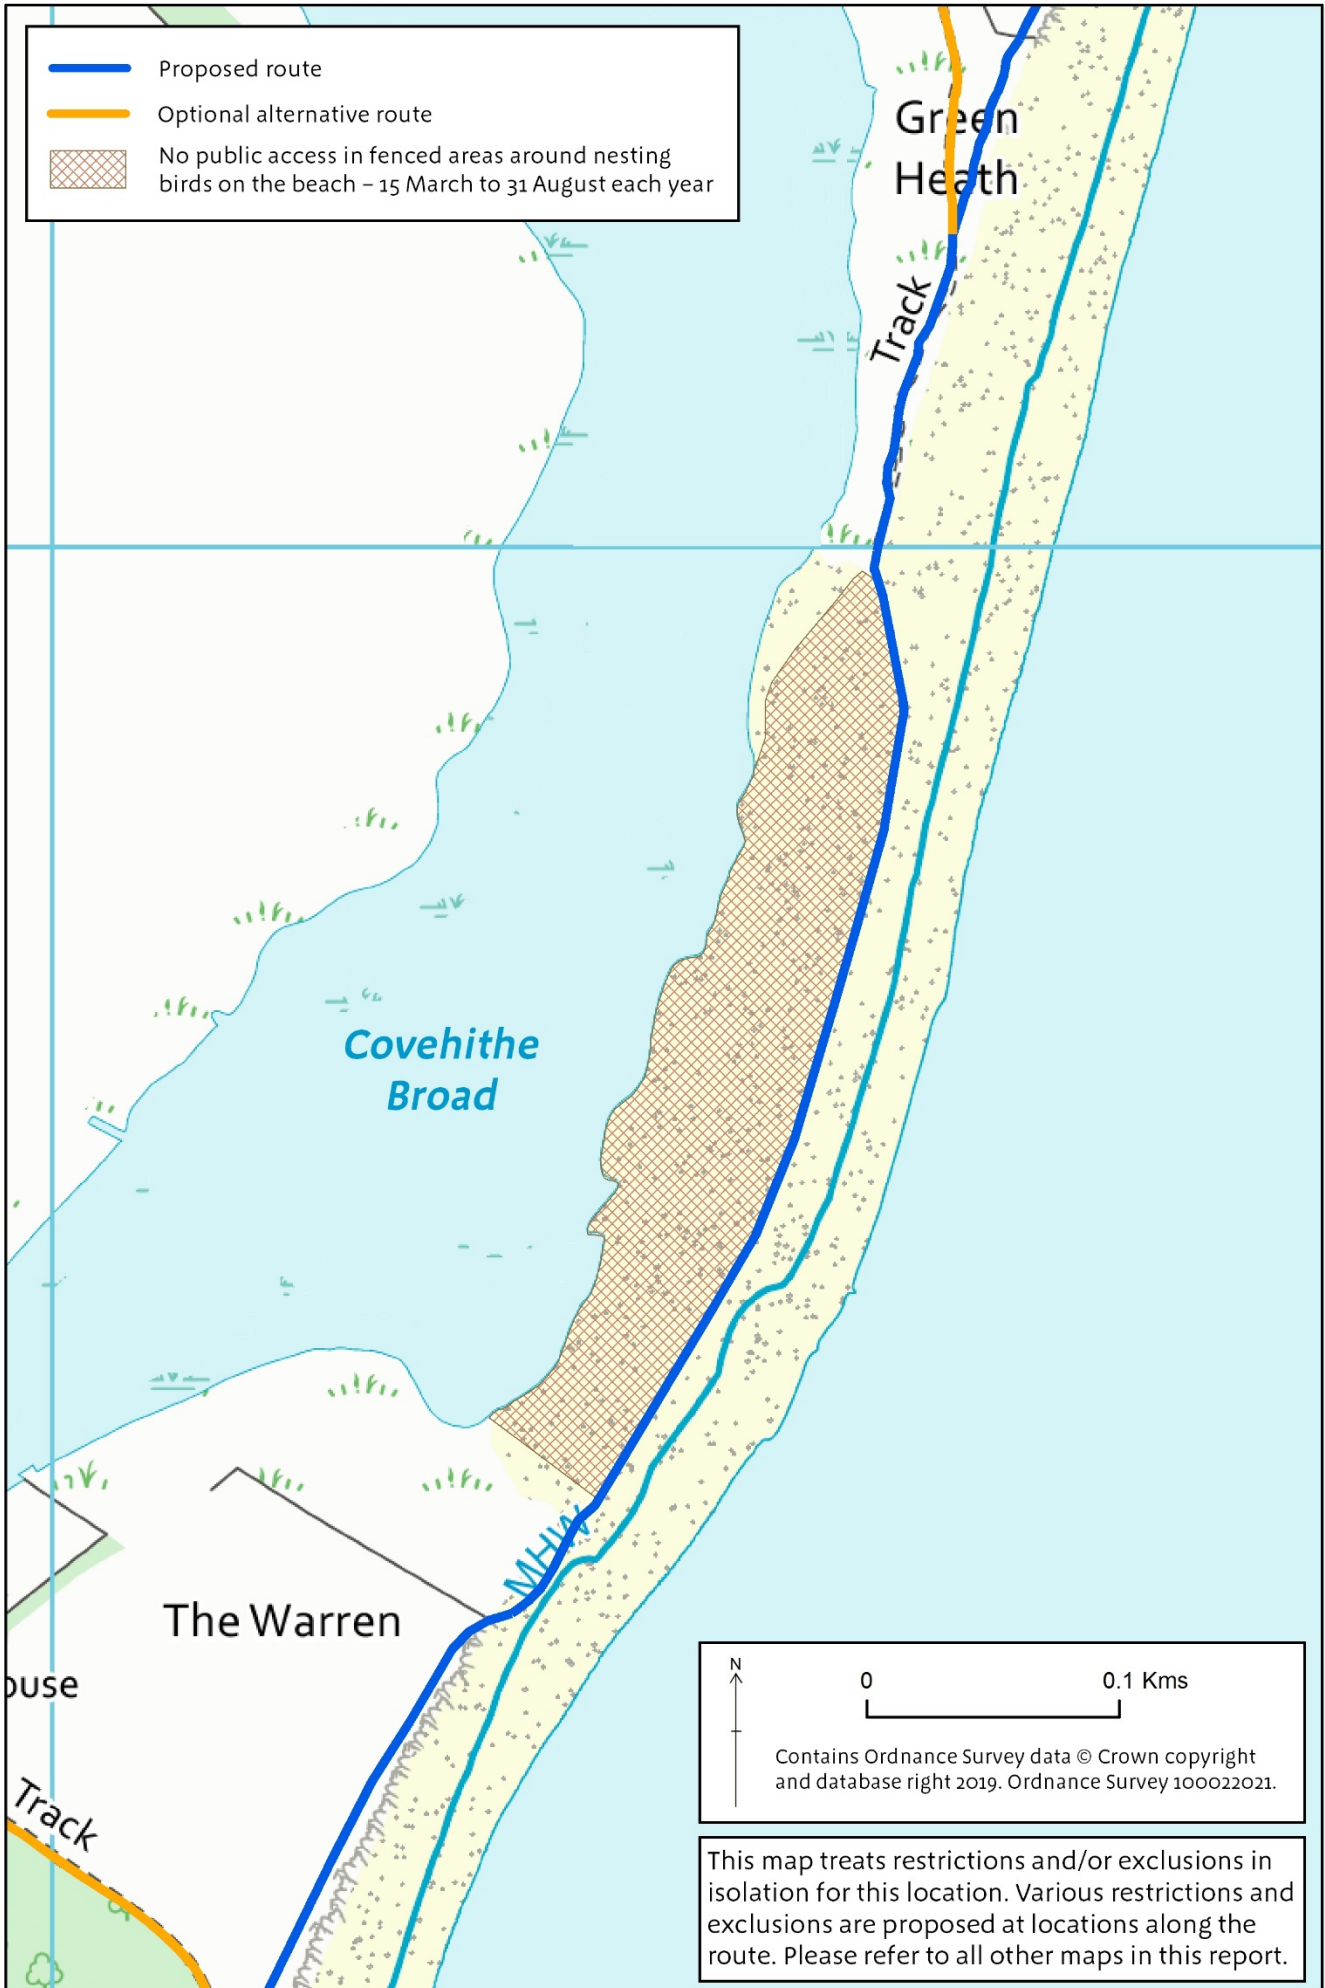 Proposed route
Optional alternative route
No public access in fenced areas around nesting
birds on the beach – 15 March to 31 August each year
Green
Heath
Track
Covehithe
Broad
MHW
The Warren
ouse
Track
N
0 0.1 Kms
Contains Ordnance Survey data © Crown copyright
and database right 2019. Ordnance Survey 100022021.
This map treats restrictions and/or exclusions in
isolation for this location. Various restrictions and
exclusions are proposed at locations along the
route. Please refer to all other maps in this report.